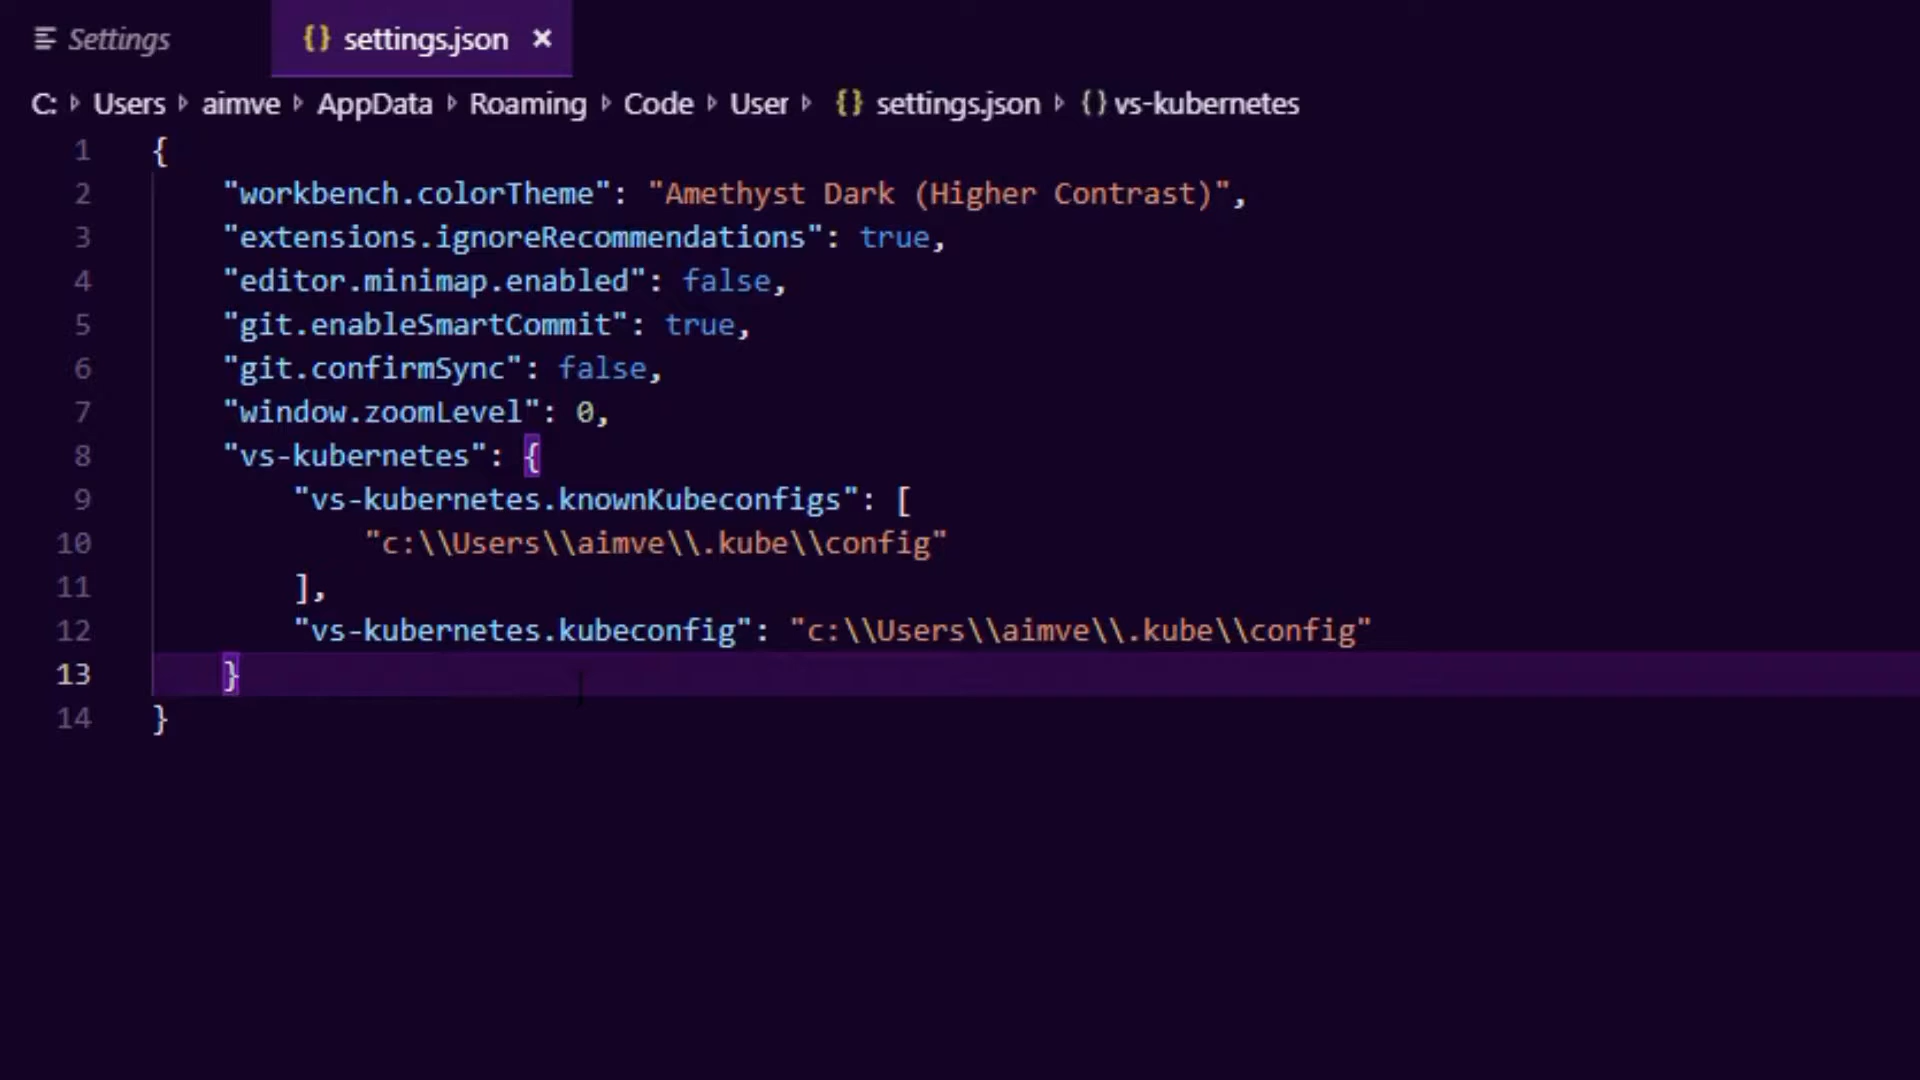 Settings
{} settings.json ×
C: Users aimve AppData Roaming Code User {} settings.json {} vs-kubernetes
1 {
2 "workbench.colorTheme": "Amethyst Dark (Higher Contrast)",
3 "extensions.ignoreRecommendations": true,
4 "editor.minimap.enabled": false,
5 "git.enableSmartCommit": true,
6 "git.confirmSync": false,
7 "window.zoomLevel": 0,
8 "vs-kubernetes": {
9 "vs-kubernetes.knownKubeconfigs": [
10 "c:\\Users\\aimve\\.kube\\config"
11 ],
12 "vs-kubernetes.kubeconfig": "c:\\Users\\aimve\\.kube\\config"
13 }
14 }